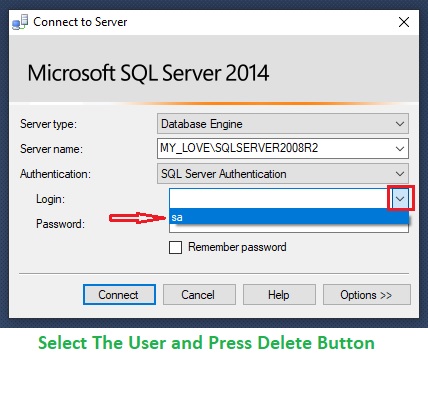 Connect to Server
Microsoft SQL Server 2014
Server type: Database Engine
Server name: MY_LOVE\SQLSERVER2008R2
Authentication: SQL Server Authentication
Login:
sa
Password:
Remember password
Connect Cancel Help Options >>
Select The User and Press Delete Button